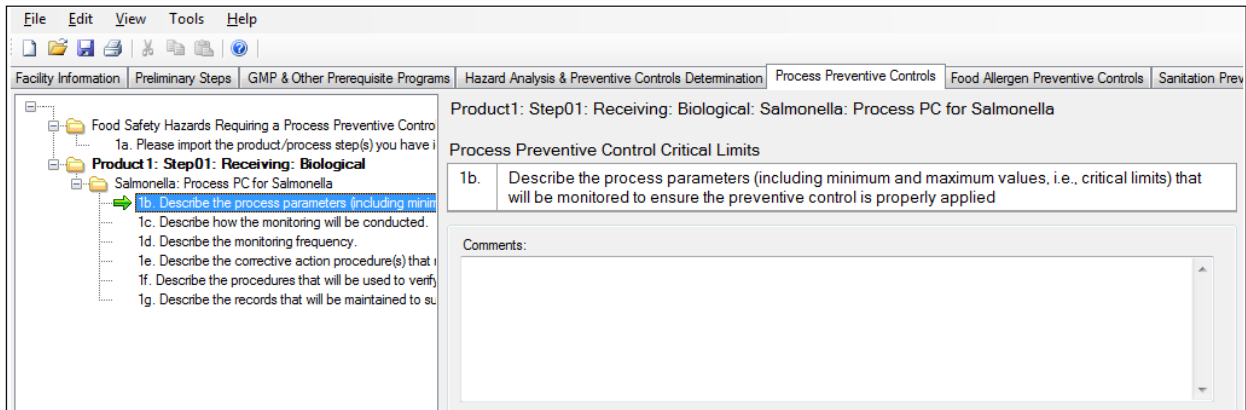 File Edit View Tools Help
Facility Information Preliminary Steps GMP & Other Prerequisite Programs Hazard Analysis & Preventive Controls Determination Process Preventive Controls Food Allergen Preventive Controls Sanitation Prev
Food Safety Hazards Requiring a Process Preventive Contro
1a. Please import the product/process step(s) you have i
Product1: Step01: Receiving: Biological
Salmonella: Process PC for Salmonella
1b. Describe the process parameters (including minim
1c. Describe how the monitoring will be conducted.
1d. Describe the monitoring frequency.
1e. Describe the corrective action procedure(s) that
1f. Describe the procedures that will be used to verify
1g. Describe the records that will be maintained to su
Product1: Step01: Receiving: Biological: Salmonella: Process PC for Salmonella
Process Preventive Control Critical Limits
1b. Describe the process parameters (including minimum and maximum values, i.e., critical limits) that
will be monitored to ensure the preventive control is properly applied
Comments: